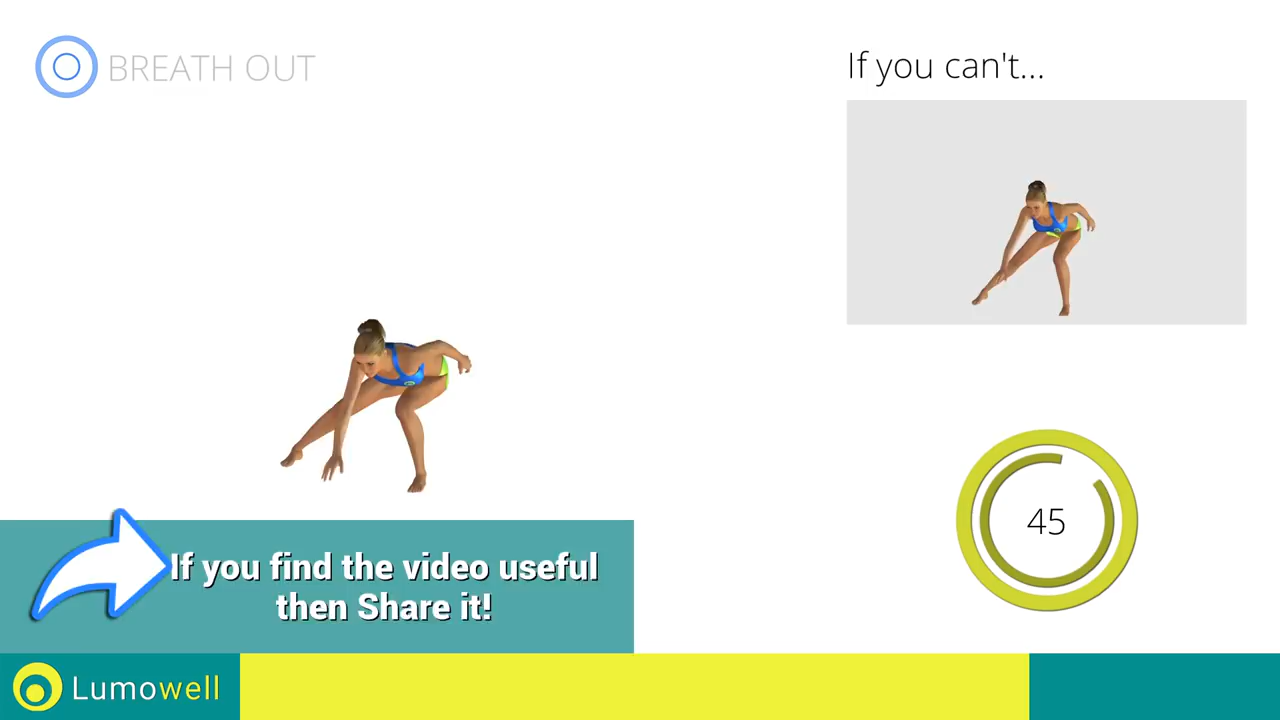 BREATH OUT
If you can't...
45
If you find the video useful
then Share it!
Lumowell